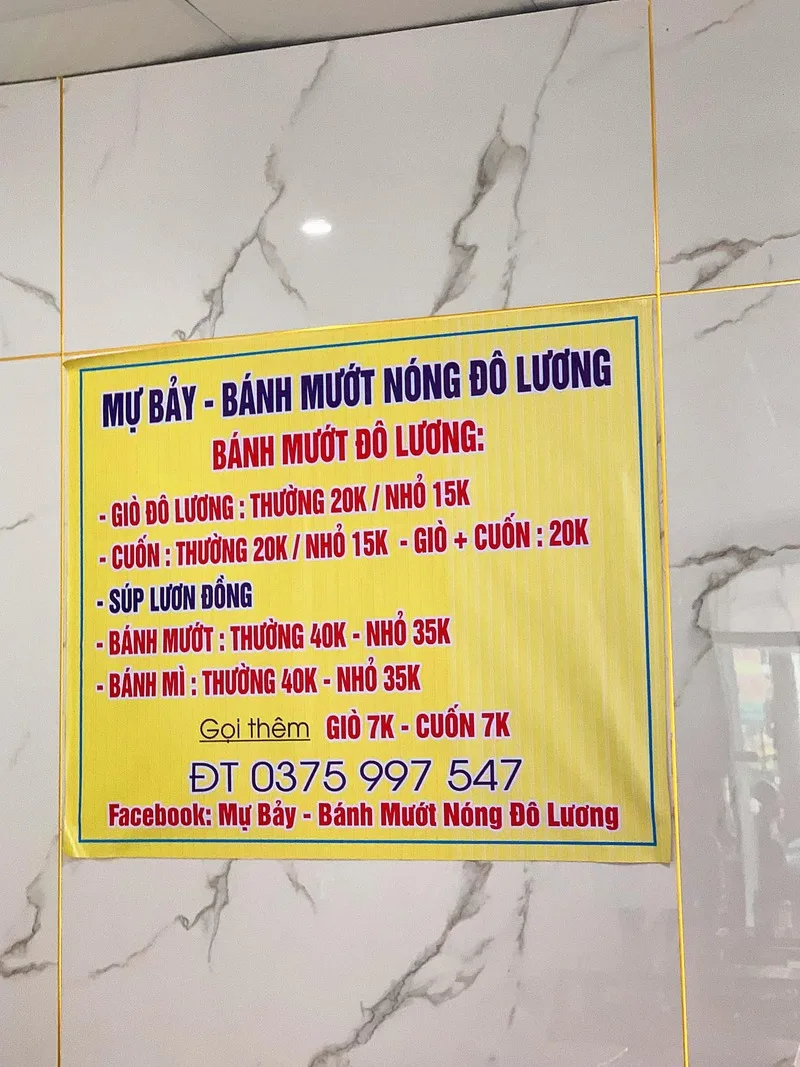 MỰ BẢY - BÁNH MƯỚT NÓNG ĐÔ LƯƠNG
BÁNH MƯỚT ĐÔ LƯƠNG:
- GIÒ ĐÔ LƯƠNG : THƯỜNG 20K / NHỎ 15K
- CUỐN : THƯỜNG 20K / NHỎ 15K - GIÒ + CUỐN : 20K
- SÚP LƯƠN ĐỒNG
- BÁNH MƯỚT : THƯỜNG 40K - NHỎ 35K
- BÁNH MÌ : THƯỜNG 40K - NHỎ 35K
Gọi thêm GIÒ 7K - CUỐN 7K
ĐT 0375 997 547
Facebook: Mự Bảy - Bánh Mướt Nóng Đô Lương